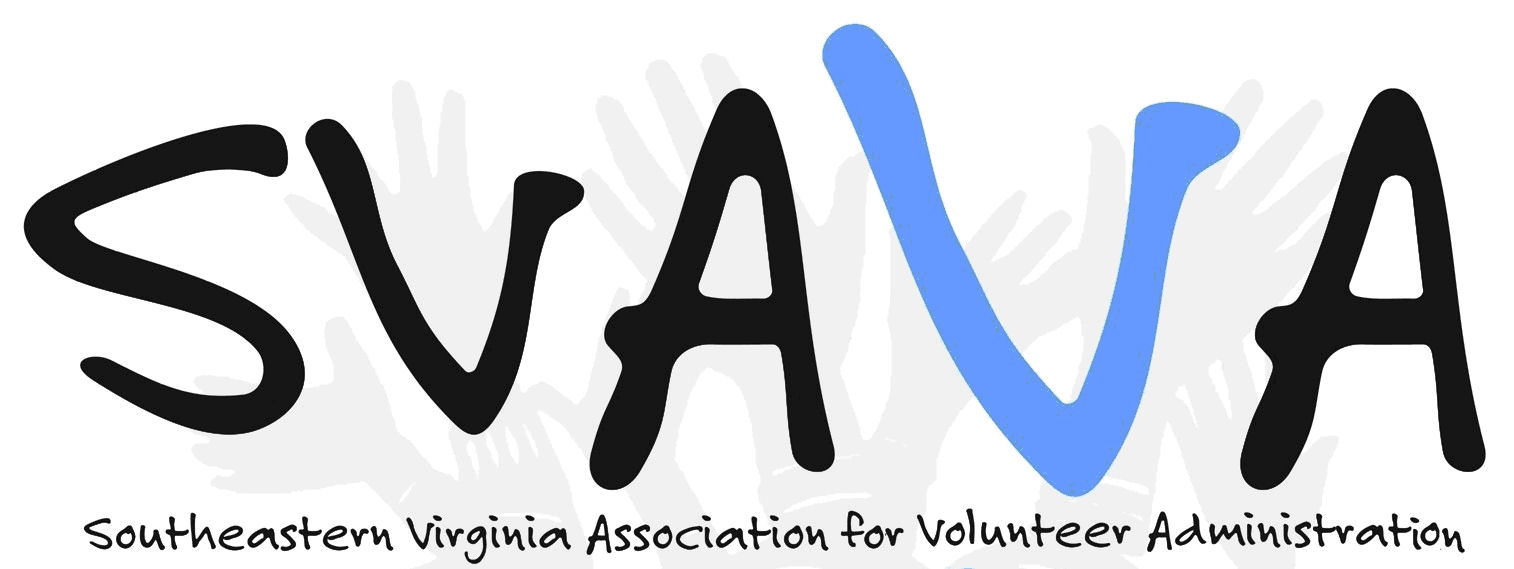 SVAVA
Southeastern Virginia Association for Volunteer Administration